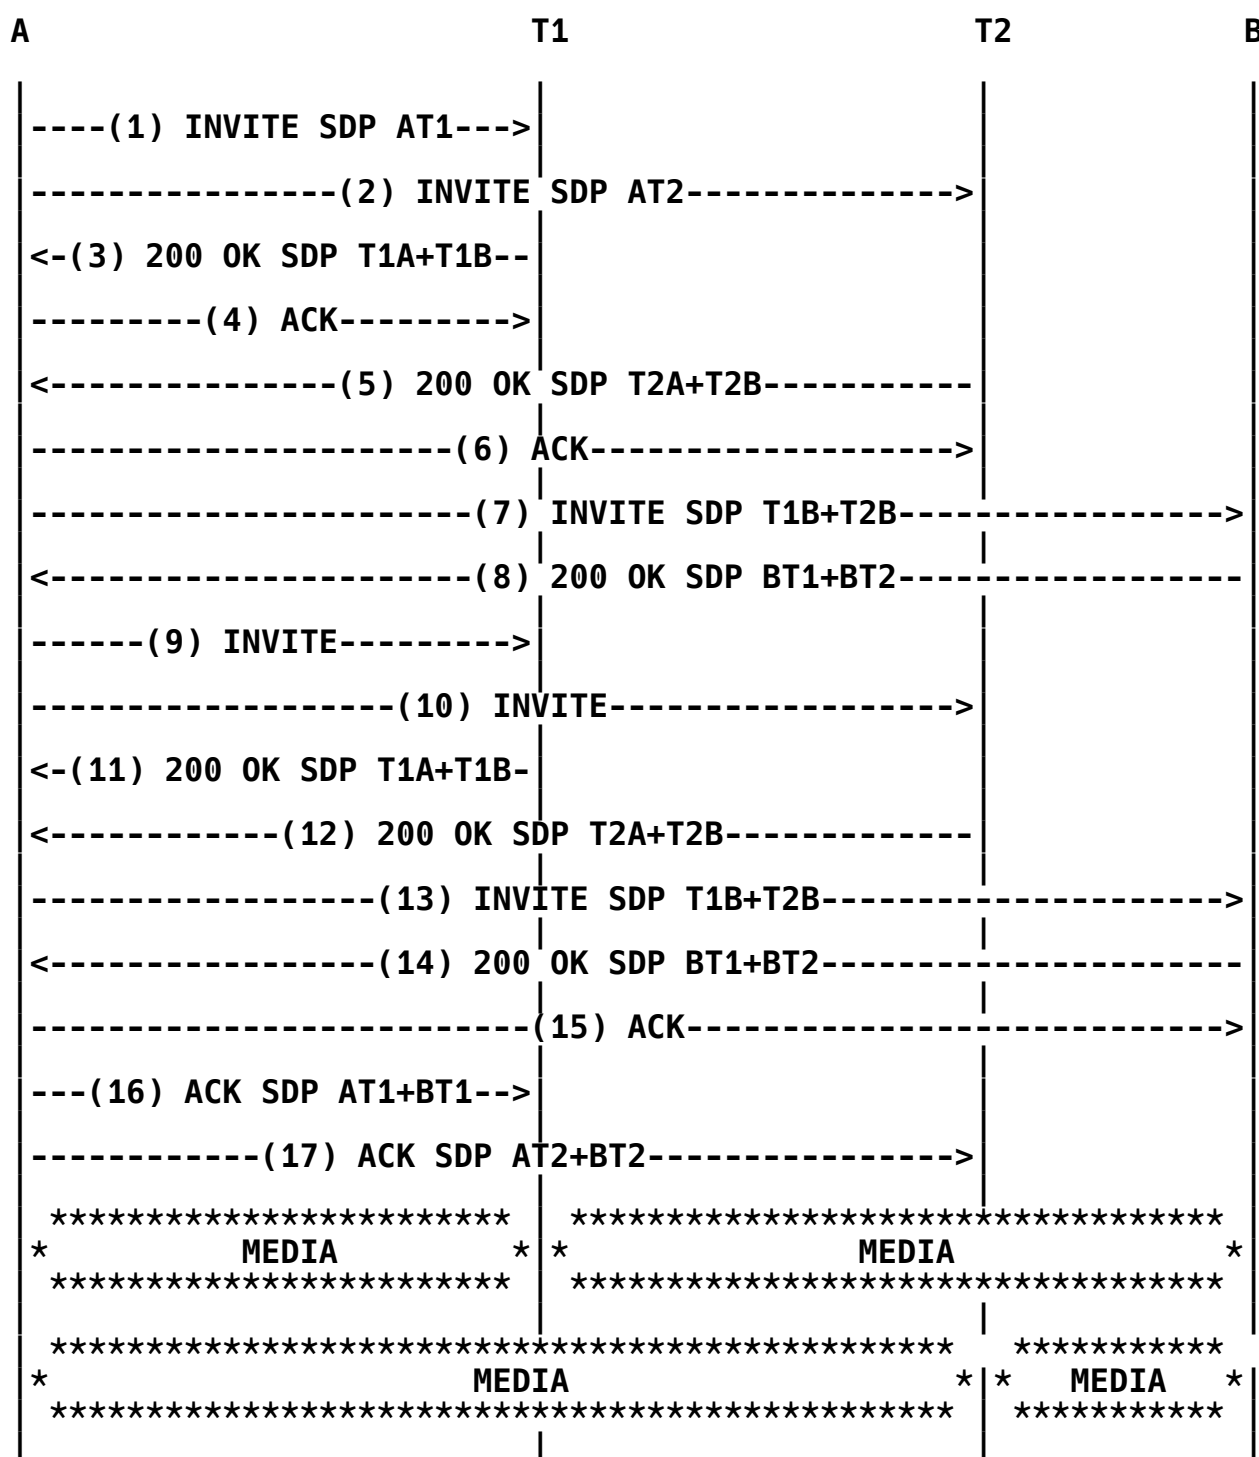 A T1 T2 B
----(1) INVITE SDP AT1--->
----------------(2) INVITE SDP AT2-------------->
<-(3) 200 OK SDP T1A+T1B--
---------(4) ACK--------->
<---------------(5) 200 OK SDP T2A+T2B-----------
----------------------(6) ACK------------------->
-----------------------(7) INVITE SDP T1B+T2B----------------->
<----------------------(8) 200 OK SDP BT1+BT2------------------
------(9) INVITE--------->
-------------------(10) INVITE------------------>
<-(11) 200 OK SDP T1A+T1B-
<------------(12) 200 OK SDP T2A+T2B-------------
------------------(13) INVITE SDP T1B+T2B--------------------->
<-----------------(14) 200 OK SDP BT1+BT2----------------------
--------------------------(15) ACK---------------------------->
---(16) ACK SDP AT1+BT1-->
------------(17) ACK SDP AT2+BT2---------------->
************************ **********************************
* MEDIA * * MEDIA *
************************ **********************************
*********************************************** ***********
* MEDIA * * MEDIA *
*********************************************** ***********